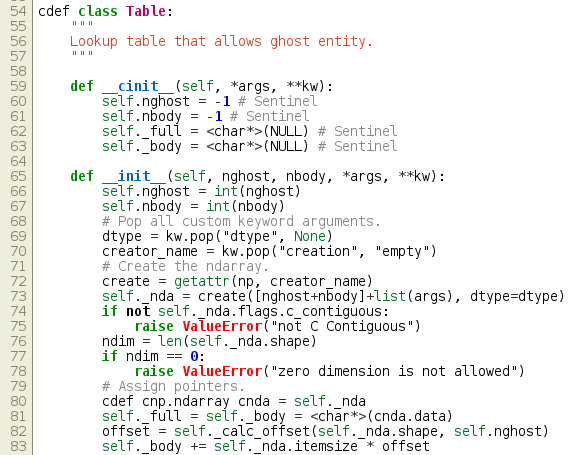 54 cdef class Table:
55     """
56     Lookup table that allows ghost entity.
57     """
58
59     def __cinit__(self, *args, **kw):
60         self.nghost = -1 # Sentinel
61         self.nbody = -1 # Sentinel
62         self._full = <char*>(NULL) # Sentinel
63         self._body = <char*>(NULL) # Sentinel
64
65     def __init__(self, nghost, nbody, *args, **kw):
66         self.nghost = int(nghost)
67         self.nbody = int(nbody)
68         # Pop all custom keyword arguments.
69         dtype = kw.pop("dtype", None)
70         creator_name = kw.pop("creation", "empty")
71         # Create the ndarray.
72         create = getattr(np, creator_name)
73         self._nda = create([nghost+nbody]+list(args), dtype=dtype)
74         if not self._nda.flags.c_contiguous:
75             raise ValueError("not C Contiguous")
76         ndim = len(self._nda.shape)
77         if ndim == 0:
78             raise ValueError("zero dimension is not allowed")
79         # Assign pointers.
80         cdef cnp.ndarray cnda = self._nda
81         self._full = self._body = <char*>(cnda.data)
82         offset = self._calc_offset(self._nda.shape, self.nghost)
83         self._body += self._nda.itemsize * offset